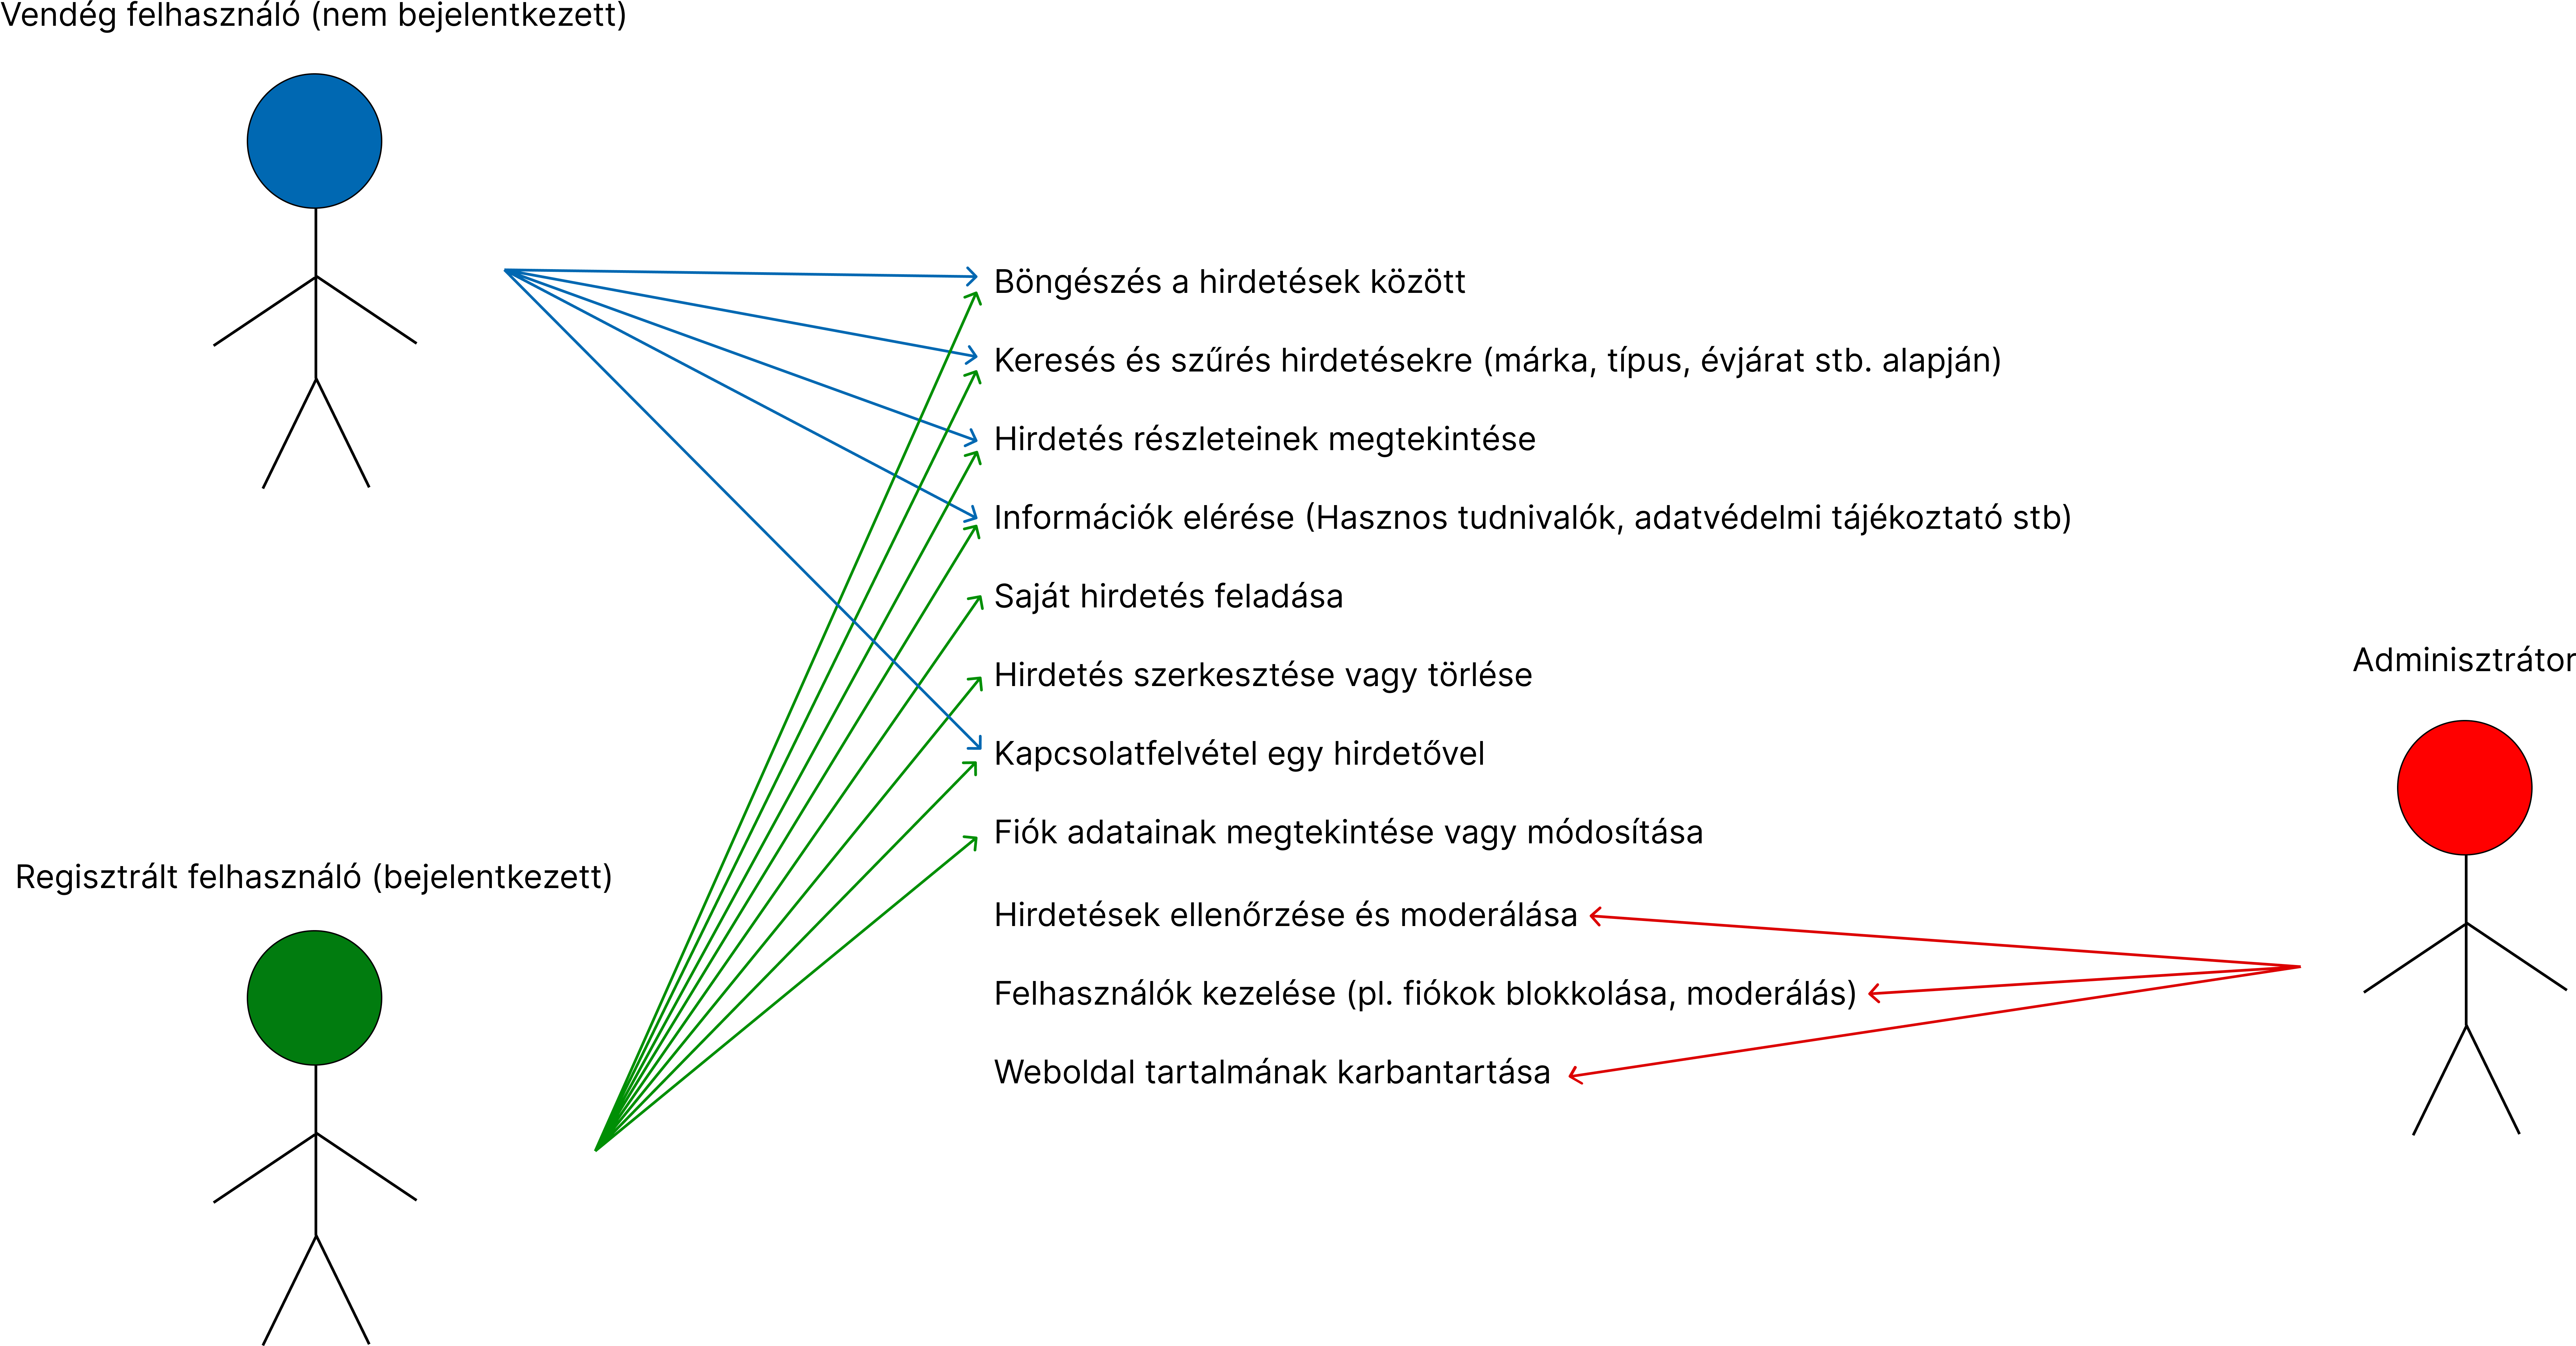 Vendég felhasználó (nem bejelentkezett)
Böngészés a hirdetések között
Keresés és szűrés hirdetésekre (márka, típus, évjárat stb. alapján)
Hirdetés részleteinek megtekintése
Információk elérése (Hasznos tudnivalók, adatvédelmi tájékoztató stb)
Saját hirdetés feladása
Hirdetés szerkesztése vagy törlése
Kapcsolatfelvétel egy hirdetővel
Fiók adatainak megtekintése vagy módosítása
Hirdetések ellenőrzése és moderálása
Felhasználók kezelése (pl. fiókok blokkolása, moderálás)
Weboldal tartalmának karbantartása
Adminisztrátor
Regisztrált felhasználó (bejelentkezett)